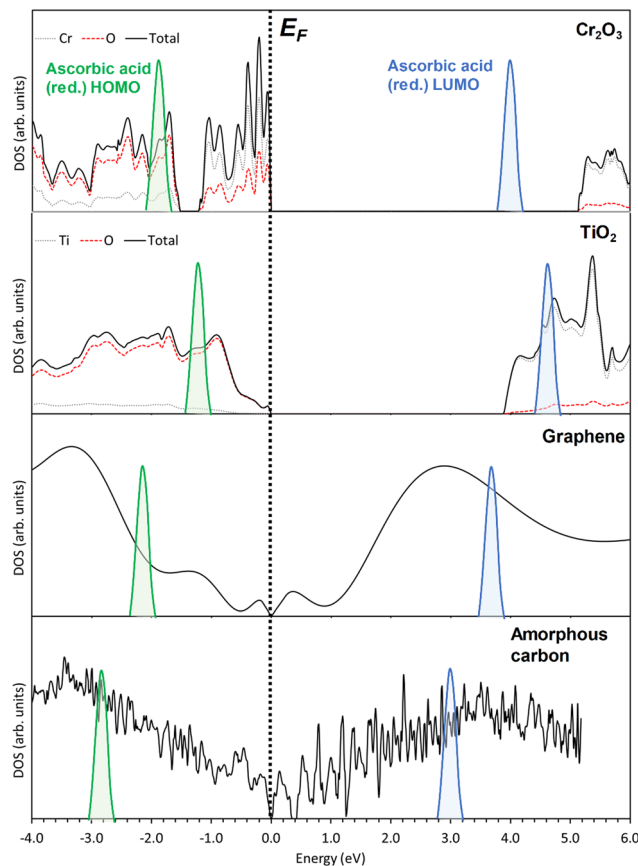 Cr O Total
E_F
Cr₂O₃
Ascorbic acid
(red.) HOMO
Ascorbic acid
(red.) LUMO
DOS (arb. units)
Ti O Total
TiO₂
DOS (arb. units)
Graphene
DOS (arb. units)
Amorphous
carbon
DOS (arb. units)
-4.0 -3.0 -2.0 -1.0 0.0 1.0 2.0 3.0 4.0 5.0 6.0
Energy (eV)